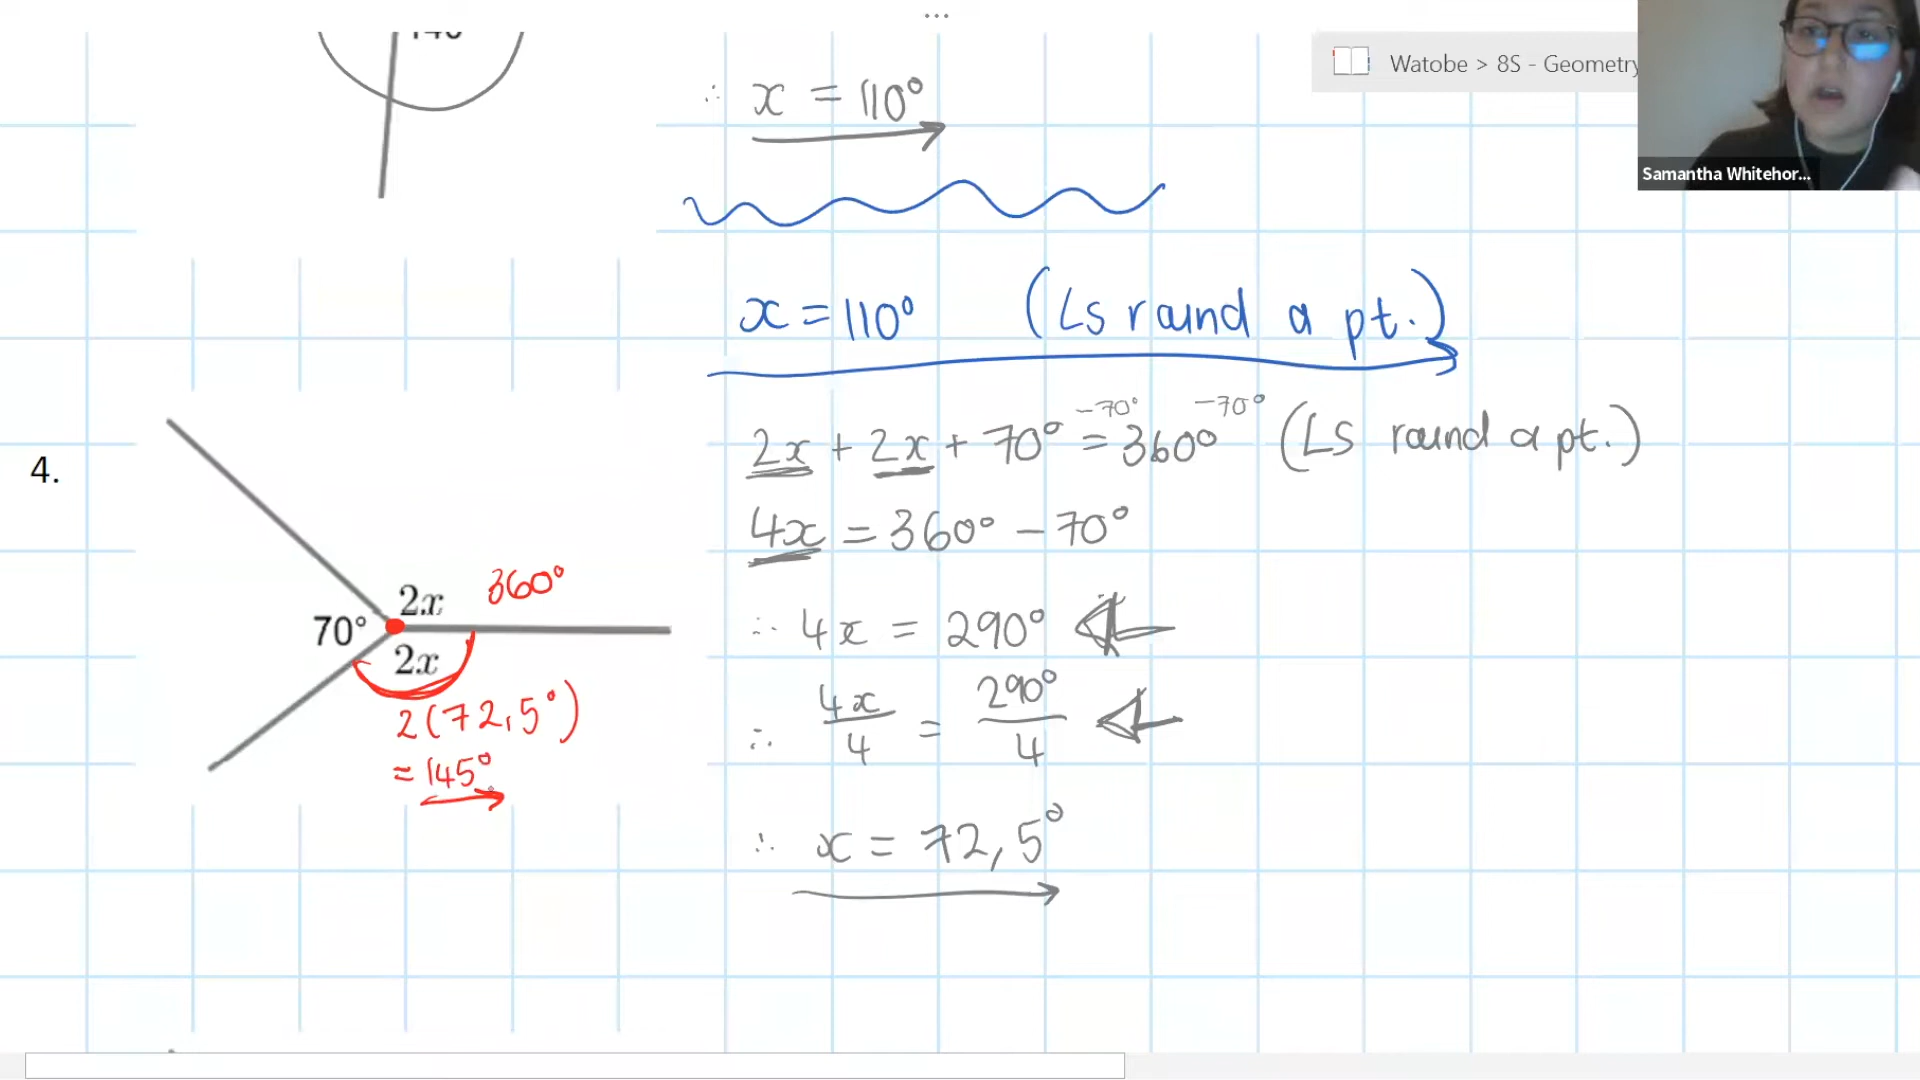 ...
140
∴ x = 110°
Watobe > 8S - Geometry
Samantha Whitehor...
x = 110° (∠s round a pt.)
-70° -70°
2x + 2x + 70° = 360° (∠s round a pt.)
4.
4x = 360° - 70°
360°
2x
70°
2x
∴ 4x = 290°
2(72,5°)
= 145°
∴ 4x/4 = 290°/4
∴ x = 72,5°